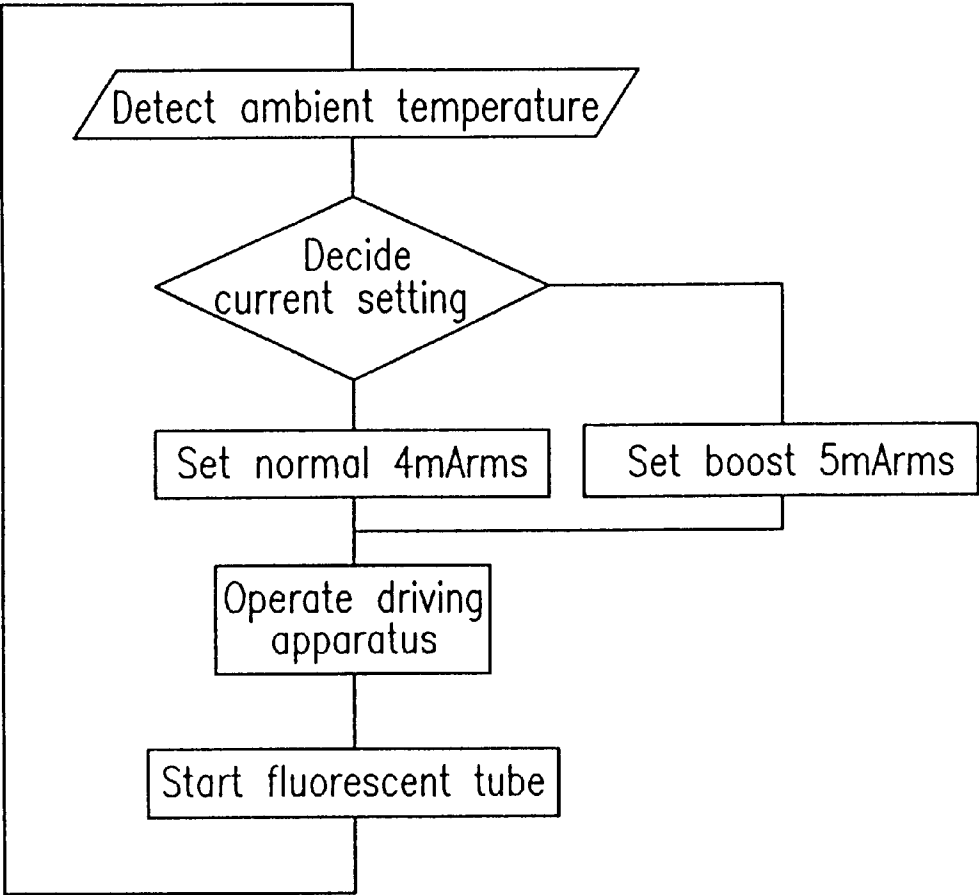 Detect ambient temperature
Decide
current setting
Set normal 4mArms
Set boost 5mArms
Operate driving
apparatus
Start fluorescent tube